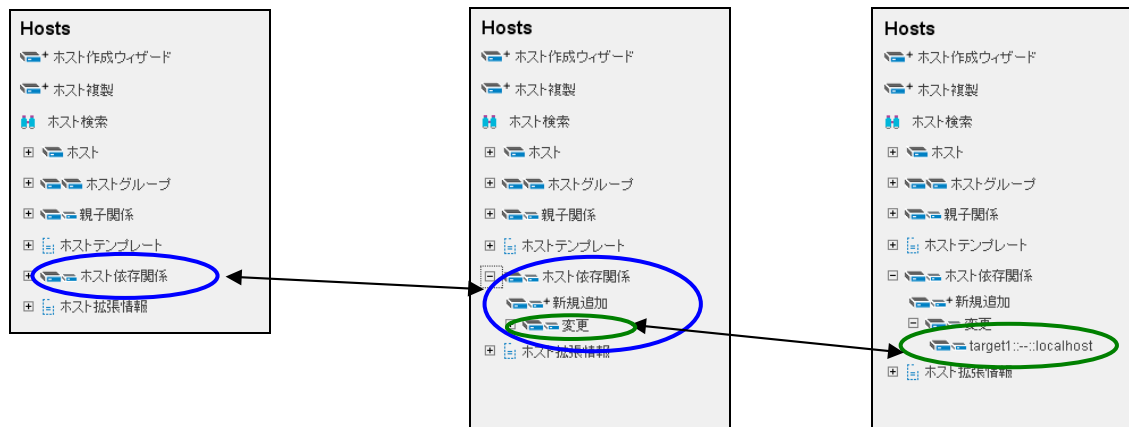 Hosts
ホスト作成ウィザード
ホスト複製
ホスト検索
ホスト
ホストグループ
親子関係
ホストテンプレート
ホスト依存関係
ホスト拡張情報
Hosts
ホスト作成ウィザード
ホスト複製
ホスト検索
ホスト
ホストグループ
親子関係
ホストテンプレート
ホスト依存関係
新規追加
変更
ホスト拡張情報
Hosts
ホスト作成ウィザード
ホスト複製
ホスト検索
ホスト
ホストグループ
親子関係
ホストテンプレート
ホスト依存関係
新規追加
変更
target1::--::localhost
ホスト拡張情報